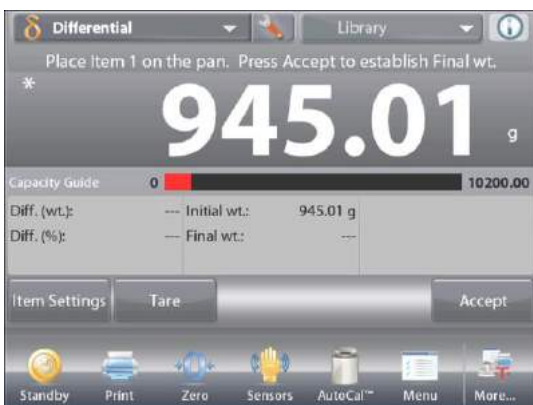 δ Differential Library
Place Item 1 on the pan. Press Accept to establish Final wt.
*
945.01 g
Capacity Guide 0 10200.00
Diff. (wt.): --- Initial wt.: 945.01 g
Diff. (%): --- Final wt.: ---
Item Settings Tare Accept
Standby Print Zero Sensors AutoCal™ Menu More...